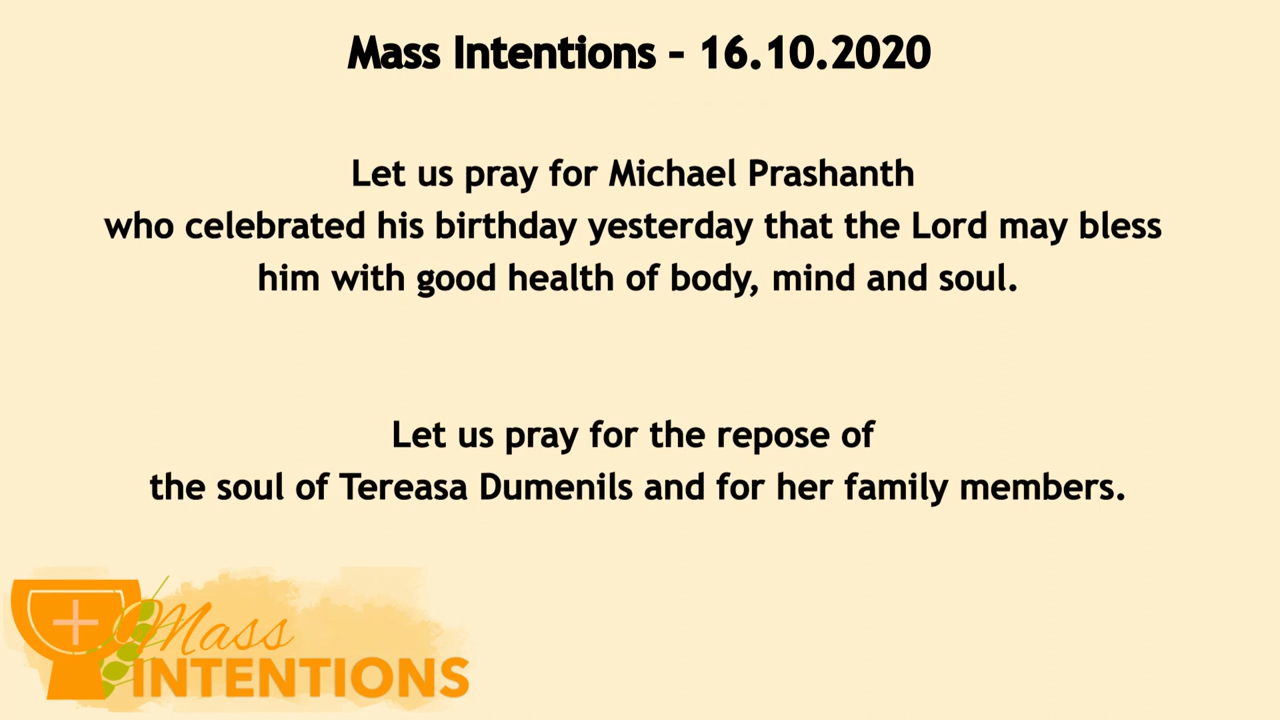 Mass Intentions - 16.10.2020
Let us pray for Michael Prashanth
who celebrated his birthday yesterday that the Lord may bless
him with good health of body, mind and soul.
Let us pray for the repose of
the soul of Tereasa Dumenils and for her family members.
Mass
INTENTIONS